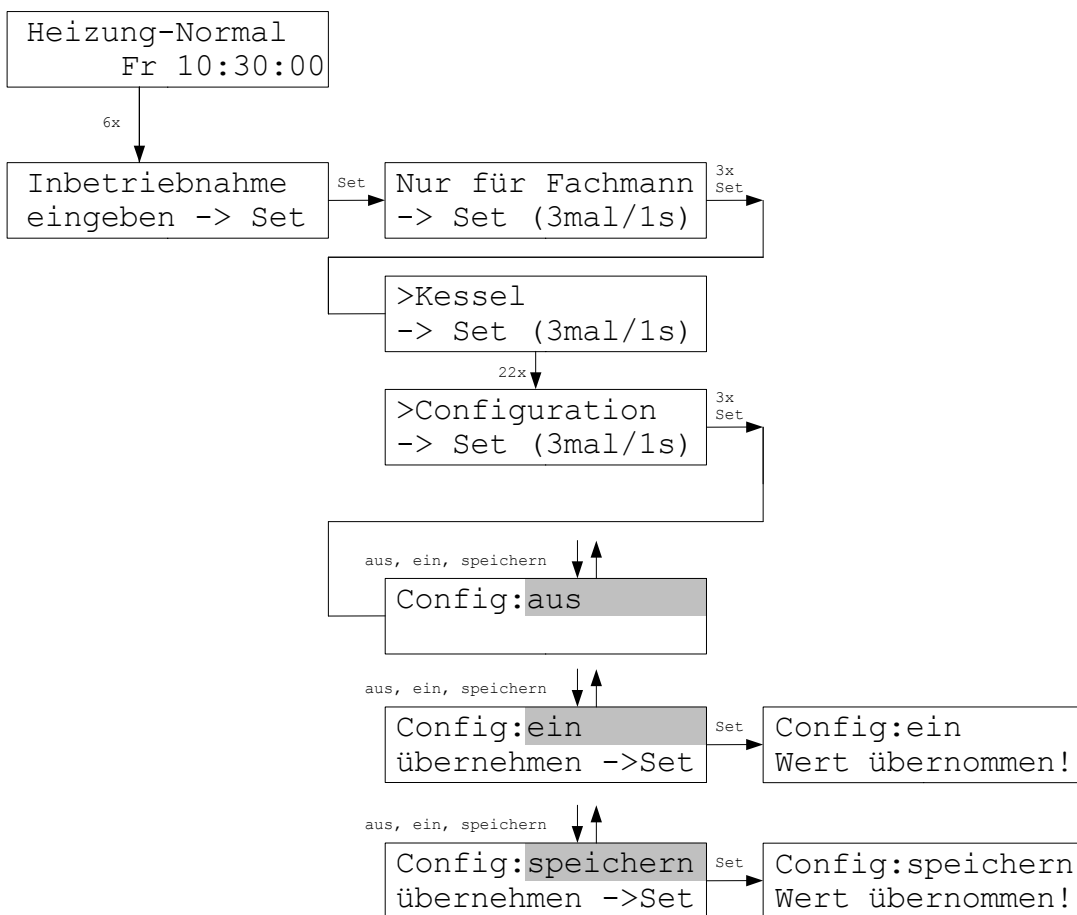 Heizung-Normal
Fr 10:30:00
6x
Inbetriebnahme
eingeben -> Set
Set
Nur für Fachmann
-> Set (3mal/1s)
3x
Set
>Kessel
-> Set (3mal/1s)
22x
>Configuration
-> Set (3mal/1s)
3x
Set
aus, ein, speichern
Config:aus
aus, ein, speichern
Config:ein
übernehmen ->Set
Set
Config:ein
Wert übernommen!
aus, ein, speichern
Config:speichern
übernehmen ->Set
Set
Config:speichern
Wert übernommen!